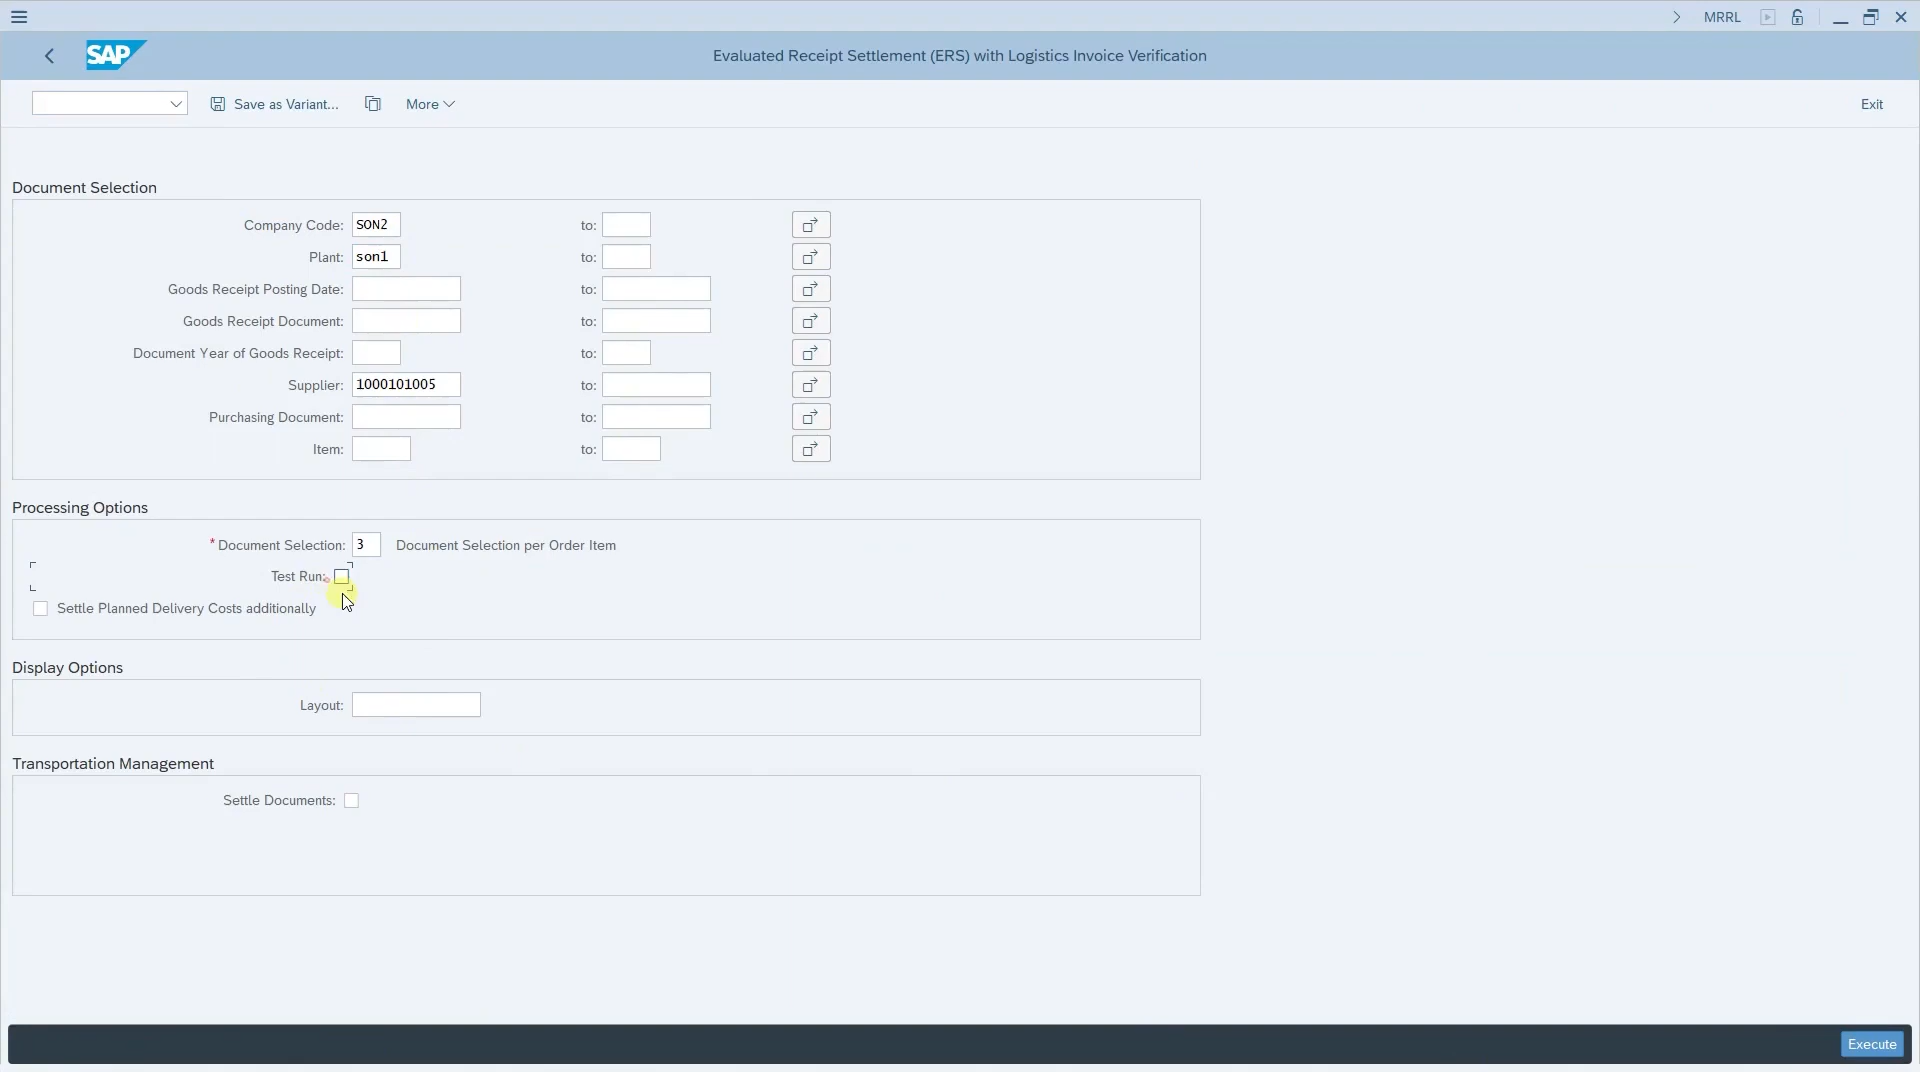 MRRL
SAP
Evaluated Receipt Settlement (ERS) with Logistics Invoice Verification
Save as Variant... More Exit
Document Selection
Company Code: SON2 to:
Plant: son1 to:
Goods Receipt Posting Date: to:
Goods Receipt Document: to:
Document Year of Goods Receipt: to:
Supplier: 1000101005 to:
Purchasing Document: to:
Item: to:
Processing Options
* Document Selection: 3 Document Selection per Order Item
Test Run:
Settle Planned Delivery Costs additionally
Display Options
Layout:
Transportation Management
Settle Documents:
Execute